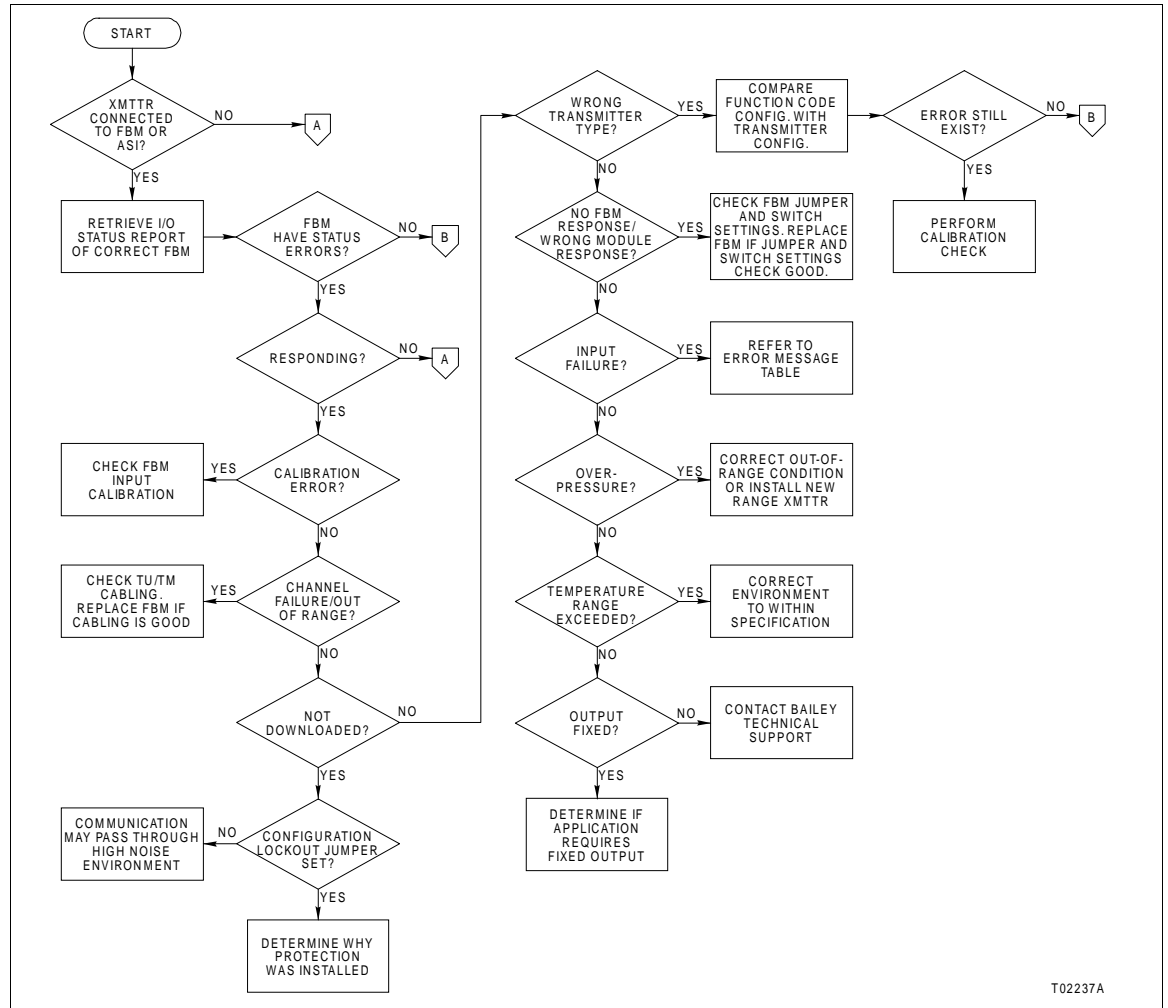 START
XMTTR
CONNECTED
TO FBM OR
ASI?
NO
A
YES
RETRIEVE I/O
STATUS REPORT
OF CORRECT FBM
FBM
HAVE STATUS
ERRORS?
NO
B
YES
RESPONDING?
NO
A
YES
CALIBRATION
ERROR?
YES
CHECK FBM
INPUT
CALIBRATION
NO
CHANNEL
FAILURE/OUT
OF RANGE?
YES
CHECK TU/TM
CABLING.
REPLACE FBM IF
CABLING IS GOOD
NO
NOT
DOWNLOADED?
NO
YES
CONFIGURATION
LOCKOUT JUMPER
SET?
NO
COMMUNICATION
MAY PASS THROUGH
HIGH NOISE
ENVIRONMENT
YES
DETERMINE WHY
PROTECTION
WAS INSTALLED
WRONG
TRANSMITTER
TYPE?
YES
COMPARE
FUNCTION CODE
CONFIG. WITH
TRANSMITTER
CONFIG.
ERROR STILL
EXIST?
NO
B
YES
PERFORM
CALIBRATION
CHECK
NO
NO FBM
RESPONSE/
WRONG MODULE
RESPONSE?
YES
CHECK FBM JUMPER
AND SWITCH
SETTINGS. REPLACE
FBM IF JUMPER AND
SWITCH SETTINGS
CHECK GOOD.
NO
INPUT
FAILURE?
YES
REFER TO
ERROR MESSAGE
TABLE
NO
OVER-
PRESSURE?
YES
CORRECT OUT-OF-
RANGE CONDITION
OR INSTALL NEW
RANGE XMTTR
NO
TEMPERATURE
RANGE
EXCEEDED?
YES
CORRECT
ENVIRONMENT
TO WITHIN
SPECIFICATION
NO
OUTPUT
FIXED?
NO
CONTACT BAILEY
TECHNICAL
SUPPORT
YES
DETERMINE IF
APPLICATION
REQUIRES
FIXED OUTPUT
T02237A